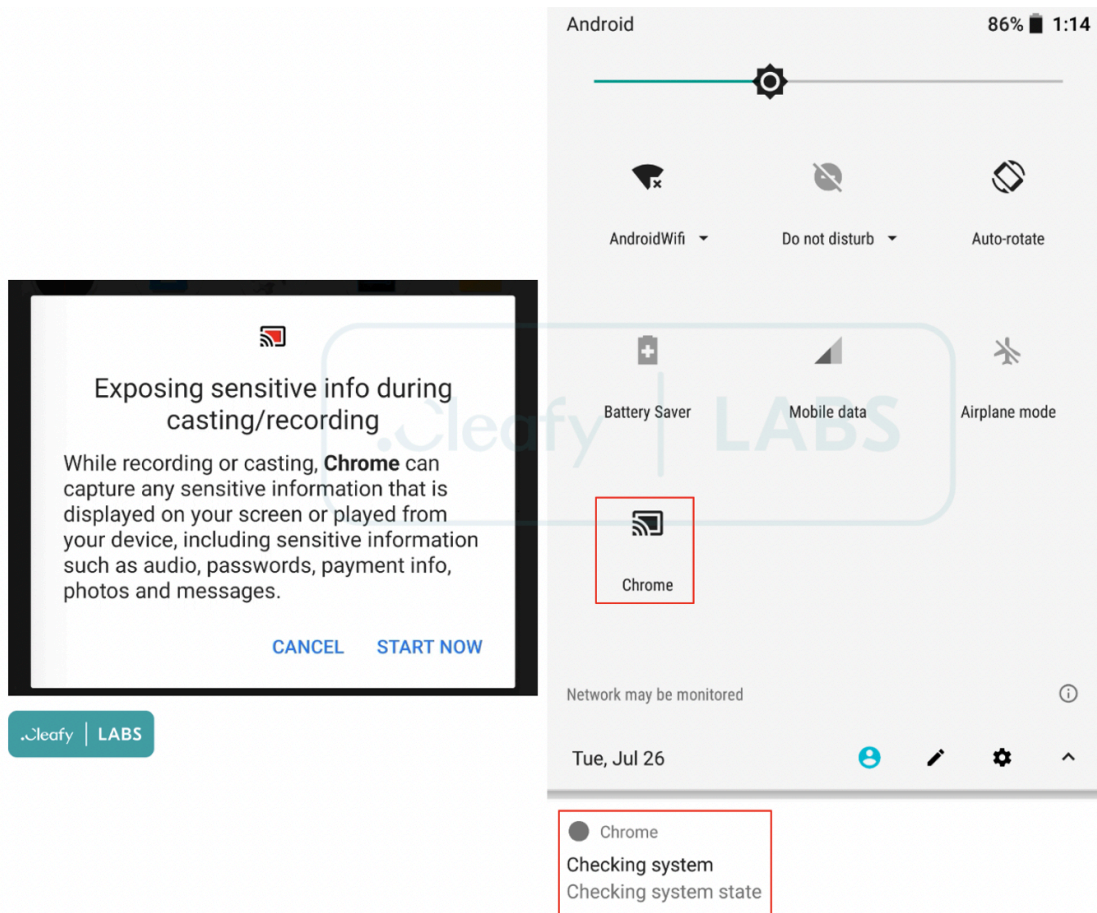 Exposing sensitive info during
casting/recording
While recording or casting, Chrome can
capture any sensitive information that is
displayed on your screen or played from
your device, including sensitive information
such as audio, passwords, payment info,
photos and messages.
CANCEL START NOW
.Cleafy | LABS
Android 86% 1:14
AndroidWifi Do not disturb Auto-rotate
Battery Saver Mobile data Airplane mode
.Cleafy | LABS
Chrome
Network may be monitored
Tue, Jul 26
Chrome
Checking system
Checking system state